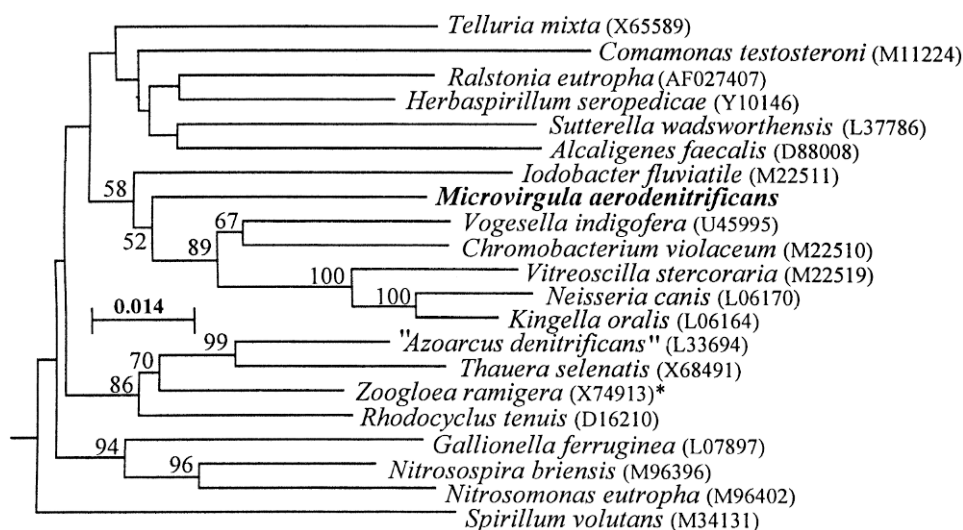 Telluria mixta (X65589)
Comamonas testosteroni (M11224)
Ralstonia eutropha (AF027407)
Herbaspirillum seropedicae (Y10146)
Sutterella wadsworthensis (L37786)
Alcaligenes faecalis (D88008)
Iodobacter fluviatile (M22511)
58
Microvirgula aerodenitrificans
52
Vogesella indigofera (U45995)
67
89
Chromobacterium violaceum (M22510)
Vitreoscilla stercoraria (M22519)
100
Neisseria canis (L06170)
100
0.014
Kingella oralis (L06164)
"Azoarcus denitrificans" (L33694)
99
70
Thauera selenatis (X68491)
86
Zoogloea ramigera (X74913)*
Rhodocyclus tenuis (D16210)
94
Gallionella ferruginea (L07897)
96
Nitrosospira briensis (M96396)
Nitrosomonas eutropha (M96402)
Spirillum volutans (M34131)